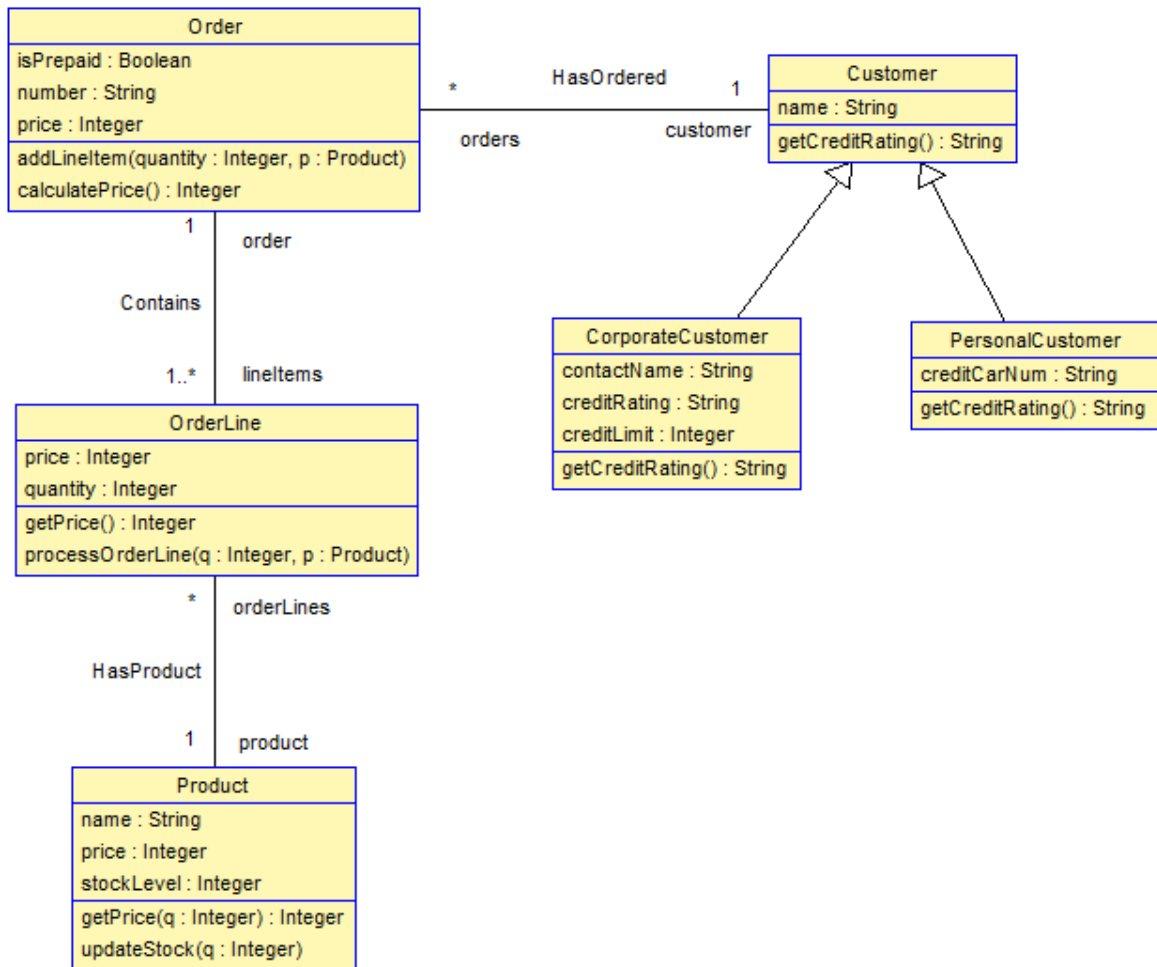 Order
isPrepaid : Boolean
number : String
price : Integer
addLineItem(quantity : Integer, p : Product)
calculatePrice() : Integer
* HasOrdered 1
orders customer
Customer
name : String
getCreditRating() : String
1 order
Contains
1..* lineItems
CorporateCustomer
contactName : String
creditRating : String
creditLimit : Integer
getCreditRating() : String
PersonalCustomer
creditCarNum : String
getCreditRating() : String
OrderLine
price : Integer
quantity : Integer
getPrice() : Integer
processOrderLine(q : Integer, p : Product)
* orderLines
HasProduct
1 product
Product
name : String
price : Integer
stockLevel : Integer
getPrice(q : Integer) : Integer
updateStock(q : Integer)